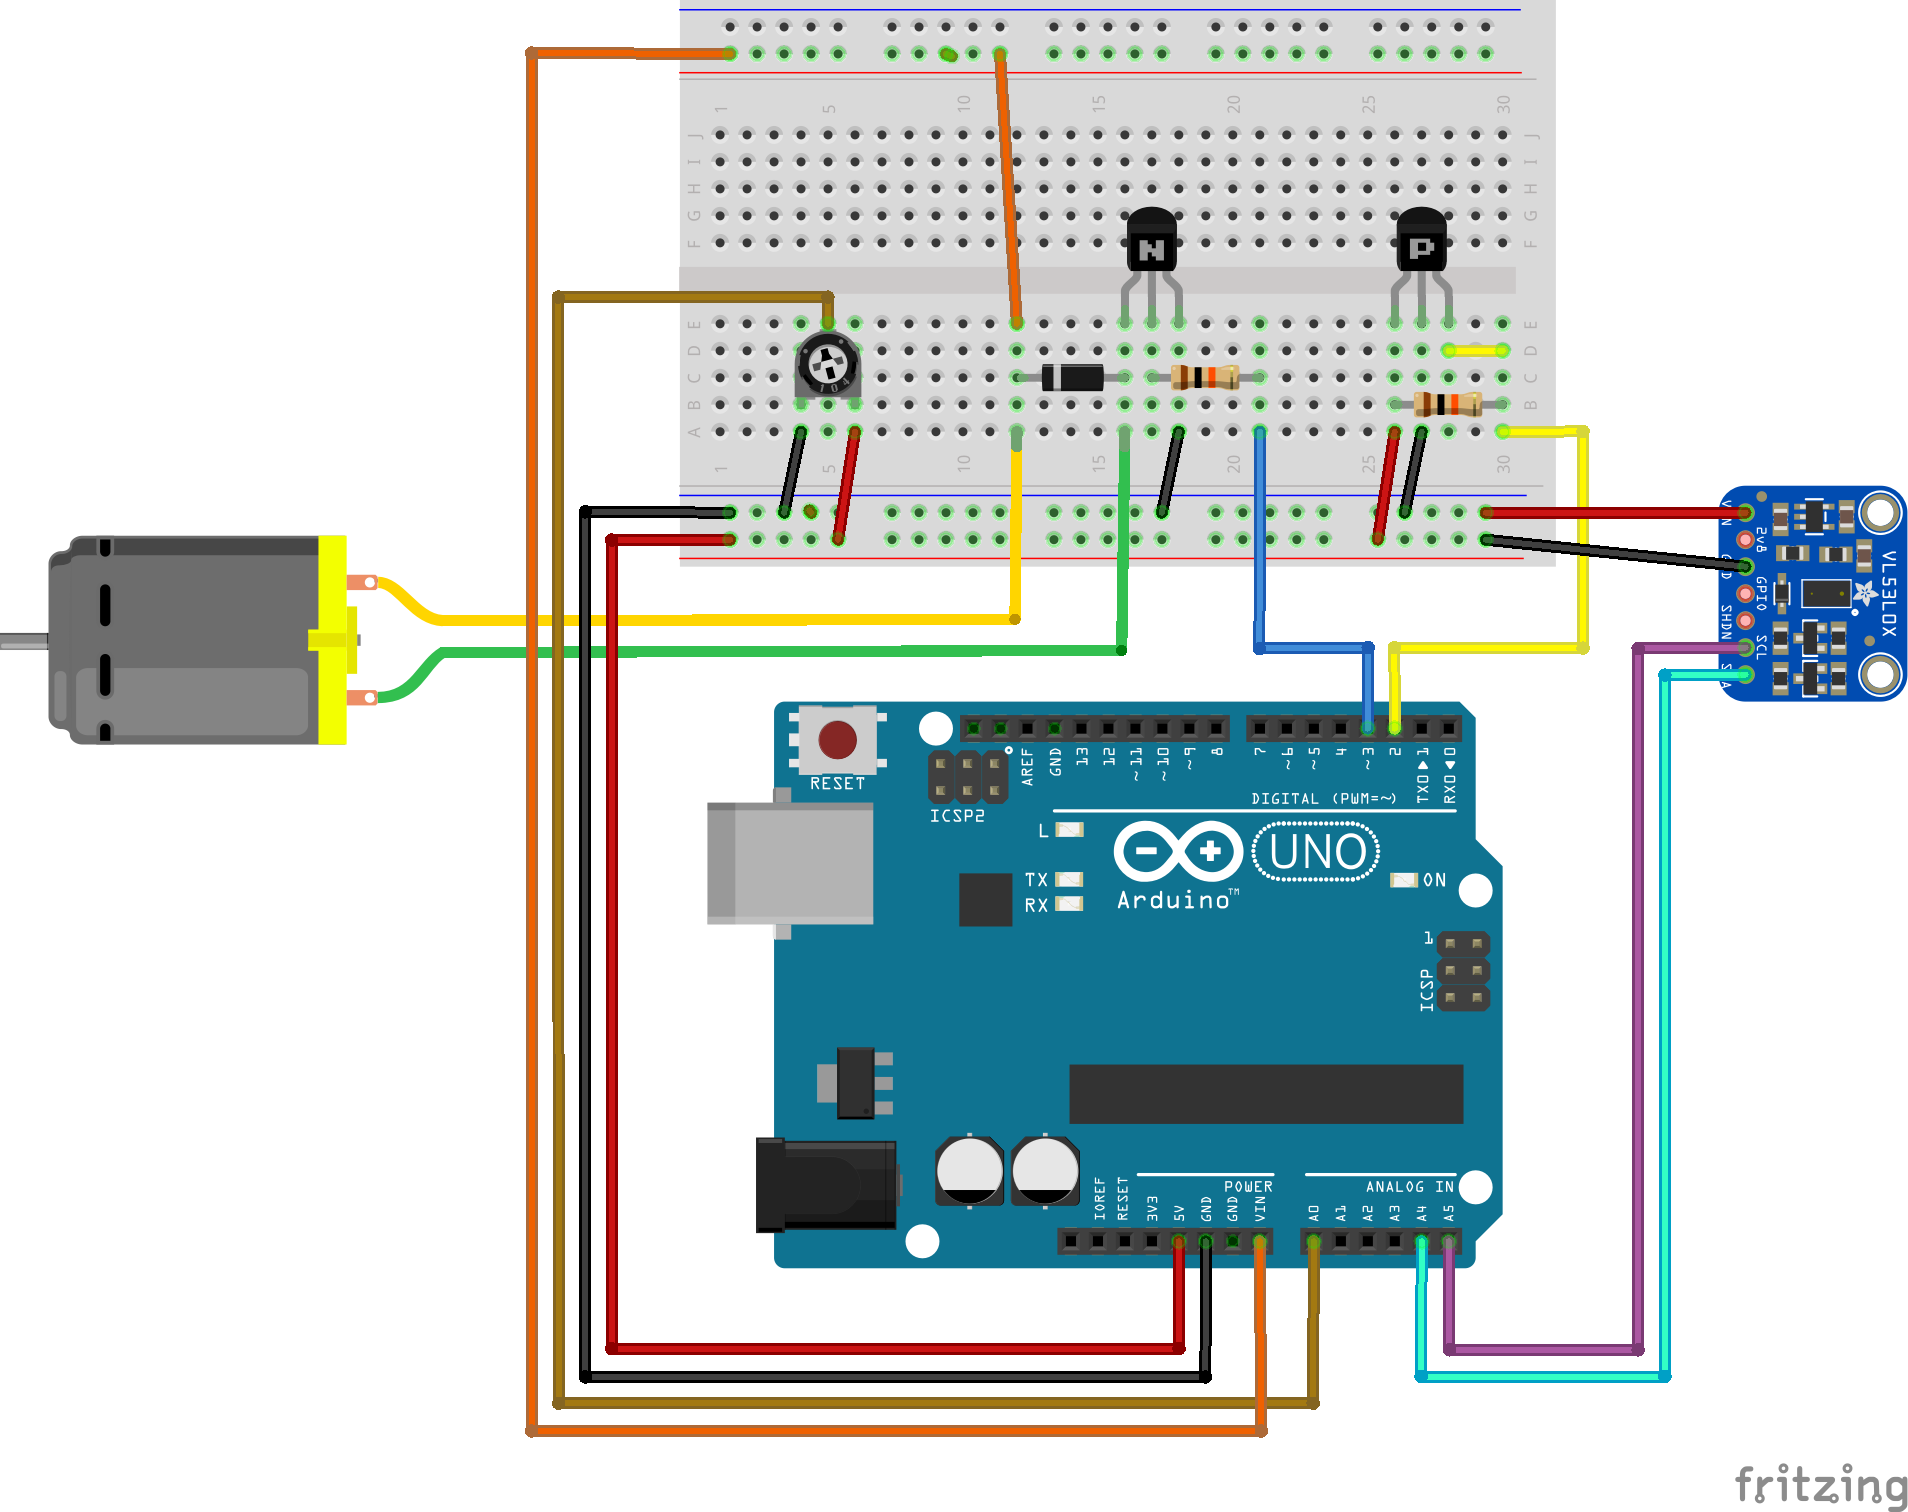 1 5 10 15 20 25 30
J J
I I
H H
G G
F F
N P
E E
D D
C C
B B
A A
104
1 5 10 15 20 25 30
VIN
2v8
GND
GPIO
SHDN
SCL
SDA
VL53L0X
RESET
ICSP2
AREF
GND
13
12
~11
~10
~9
8
7
~6
~5
4
~3
2
TX0▶1
RX0◀0
DIGITAL (PWM=~)
L
TX
RX
UNO
Arduino™
ON
1
ICSP
IOREF
RESET
3V3
5V
GND
GND
VIN
POWER
A0
A1
A2
A3
A4
A5
ANALOG IN
fritzing